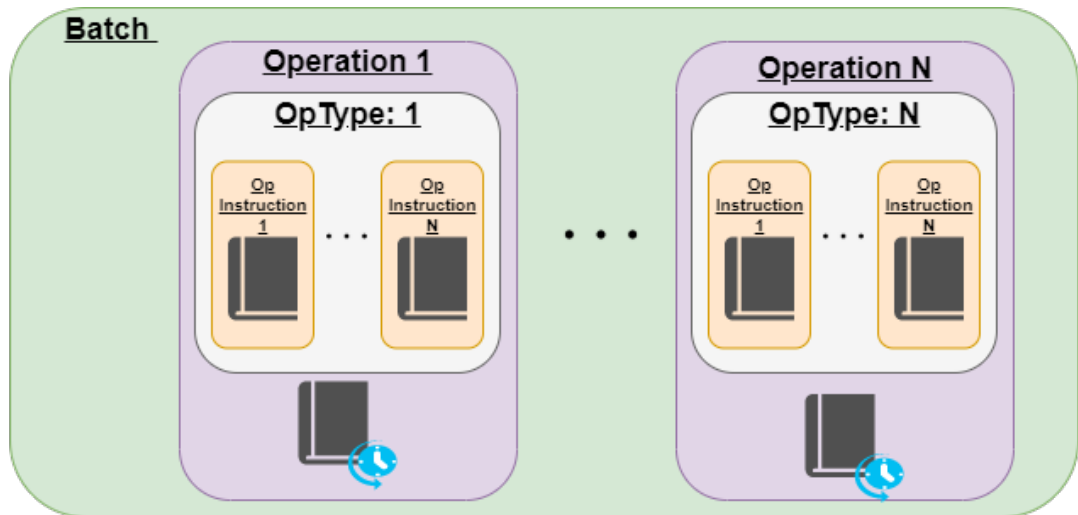 Batch
Operation 1
OpType: 1
Op
Instruction
1
. . .
Op
Instruction
N
. . .
Operation N
OpType: N
Op
Instruction
1
. . .
Op
Instruction
N